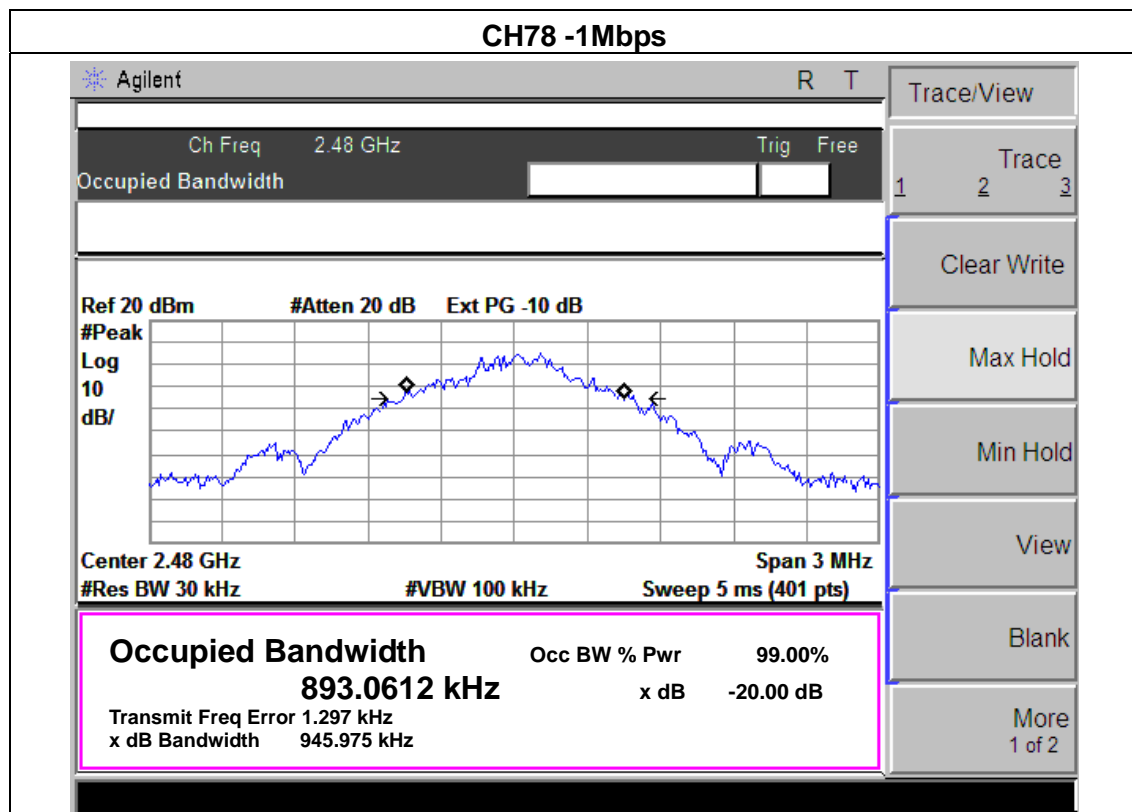 CH78 -1Mbps
Agilent R T
Trace/View
Ch Freq 2.48 GHz Trig Free
Occupied Bandwidth
Trace
1 2 3
Clear Write
Max Hold
Min Hold
View
Blank
More
1 of 2
Ref 20 dBm #Atten 20 dB Ext PG -10 dB
#Peak
Log
10
dB/
Center 2.48 GHz Span 3 MHz
#Res BW 30 kHz #VBW 100 kHz Sweep 5 ms (401 pts)
Occupied Bandwidth Occ BW % Pwr 99.00%
893.0612 kHz x dB -20.00 dB
Transmit Freq Error 1.297 kHz
x dB Bandwidth 945.975 kHz